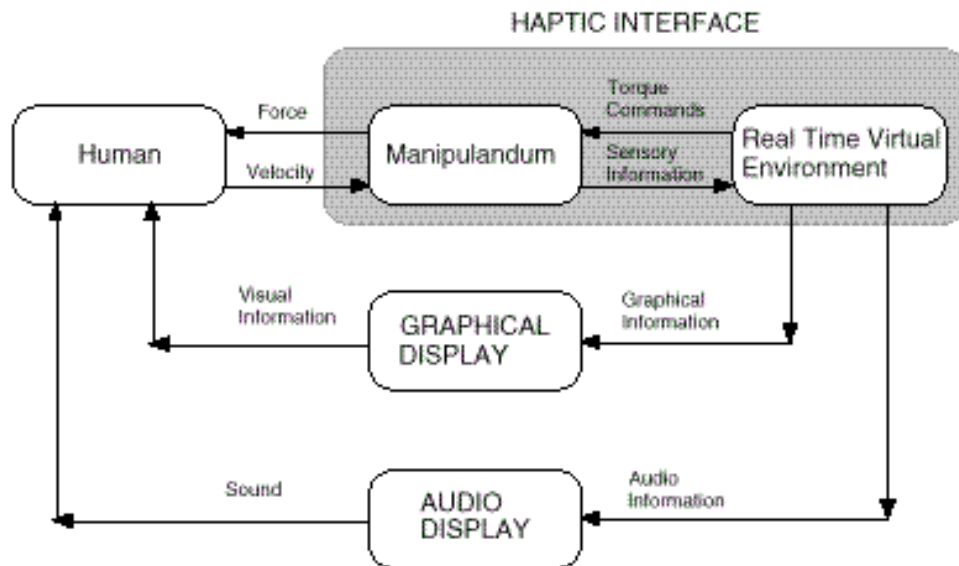 HAPTIC INTERFACE
Force
Torque
Commands
Human
Manipulandum
Real Time Virtual
Environment
Velocity
Sensory
Information
Visual
Information
GRAPHICAL
DISPLAY
Graphical
Information
Sound
AUDIO
DISPLAY
Audio
Information